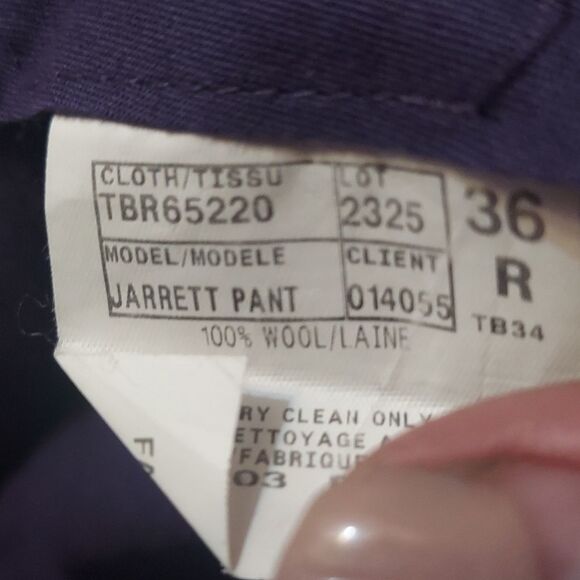 CLOTH/TISSU LOT
TBR65220 2325 36
MODEL/MODELE CLIENT R
JARRETT PANT 014055 TB34
100% WOOL/LAINE
RY CLEAN ONLY
ETTOYAGE
FABRIQU
03